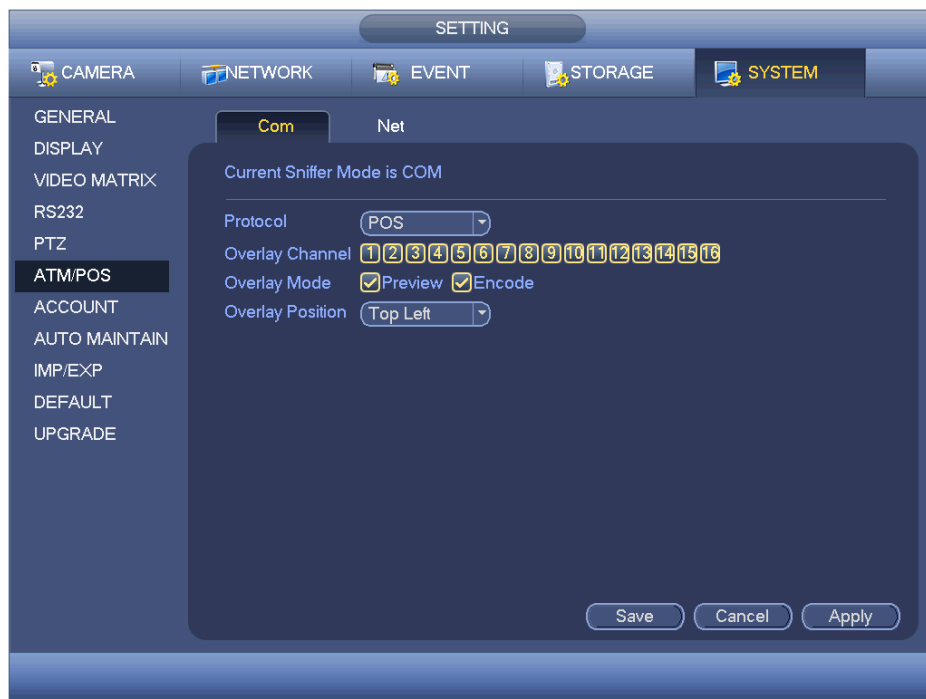 SETTING
CAMERA NETWORK EVENT STORAGE SYSTEM
GENERAL
DISPLAY
VIDEO MATRIX
RS232
PTZ
ATM/POS
ACCOUNT
AUTO MAINTAIN
IMP/EXP
DEFAULT
UPGRADE
Com Net
Current Sniffer Mode is COM
Protocol POS
Overlay Channel 1 2 3 4 5 6 7 8 9 10 11 12 13 14 15 16
Overlay Mode Preview Encode
Overlay Position Top Left
Save Cancel Apply